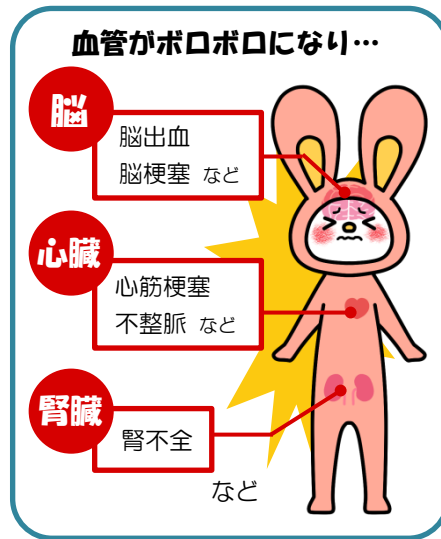 血管がボロボロになり…
脳
脳出血
脳梗塞 など
心臓
心筋梗塞
不整脈 など
腎臓
腎不全
など